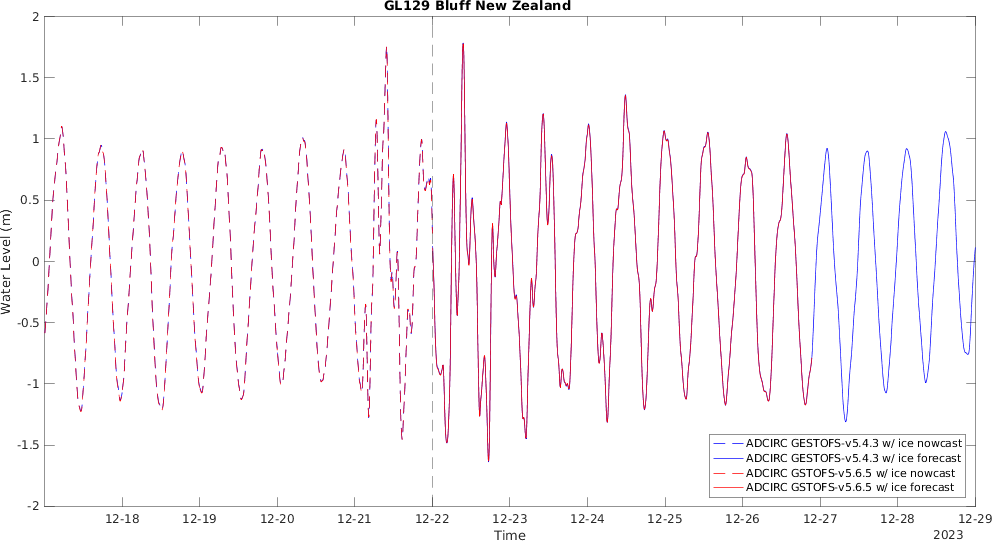 GL129 Bluff New Zealand
2
1.5
1
0.5
0
-0.5
-1
-1.5
-2
Water Level (m)
12-18 12-19 12-20 12-21 12-22 12-23 12-24 12-25 12-26 12-27 12-28 12-29
Time
2023
ADCIRC GESTOFS-v5.4.3 w/ ice nowcast
ADCIRC GESTOFS-v5.4.3 w/ ice forecast
ADCIRC GSTOFS-v5.6.5 w/ ice nowcast
ADCIRC GSTOFS-v5.6.5 w/ ice forecast